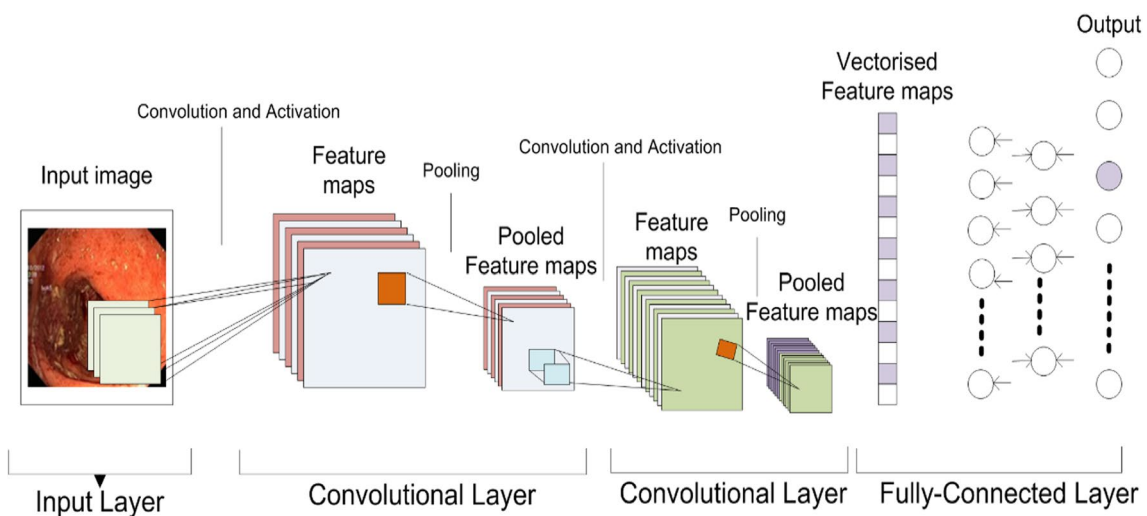 Output
Vectorised
Feature maps
Convolution and Activation
Feature
maps
Pooling
Convolution and Activation
Input image
Pooled
Feature maps
Feature
maps
Pooling
Pooled
Feature maps
Input Layer
Convolutional Layer
Convolutional Layer
Fully-Connected Layer